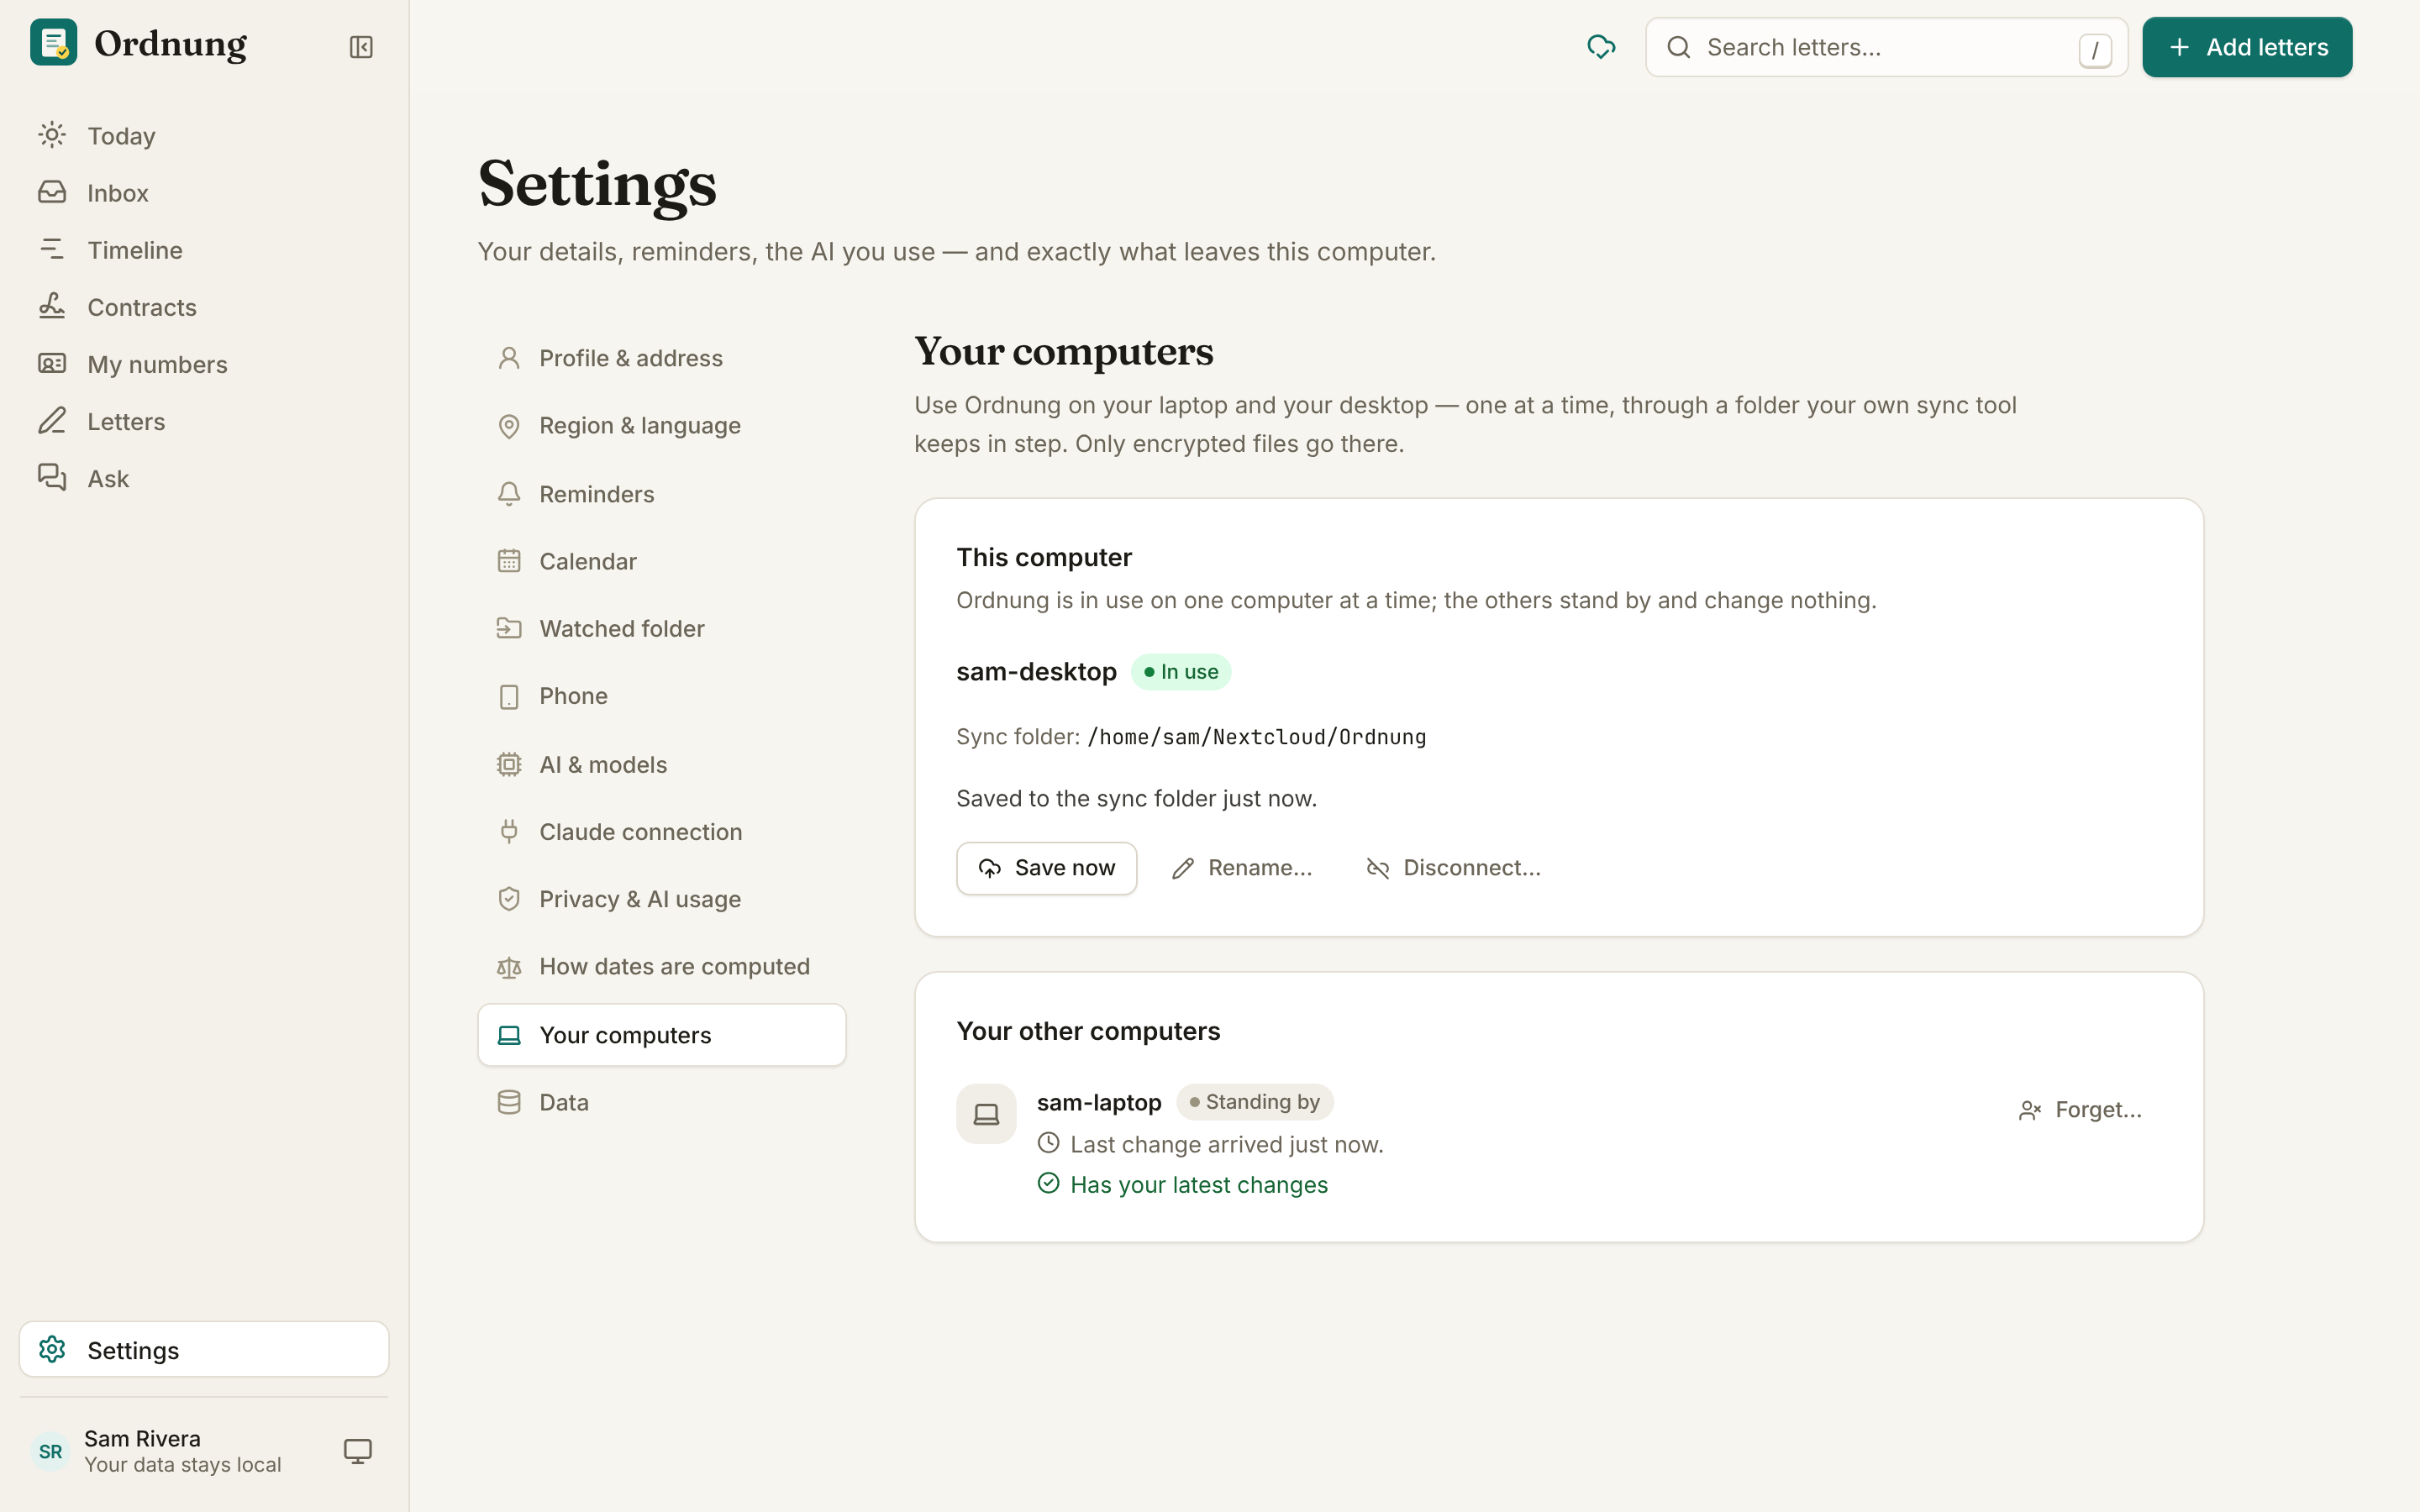 Ordnung
Search letters...
/
Add letters
Today
Inbox
Timeline
Contracts
My numbers
Letters
Ask
Settings
Your details, reminders, the AI you use — and exactly what leaves this computer.
Profile & address
Region & language
Reminders
Calendar
Watched folder
Phone
AI & models
Claude connection
Privacy & AI usage
How dates are computed
Your computers
Data
Your computers
Use Ordnung on your laptop and your desktop — one at a time, through a folder your own sync tool
keeps in step. Only encrypted files go there.
This computer
Ordnung is in use on one computer at a time; the others stand by and change nothing.
sam-desktop In use
Sync folder: /home/sam/Nextcloud/Ordnung
Saved to the sync folder just now.
Save now Rename... Disconnect...
Your other computers
sam-laptop Standing by
Forget...
Last change arrived just now.
Has your latest changes
Settings
SR
Sam Rivera
Your data stays local